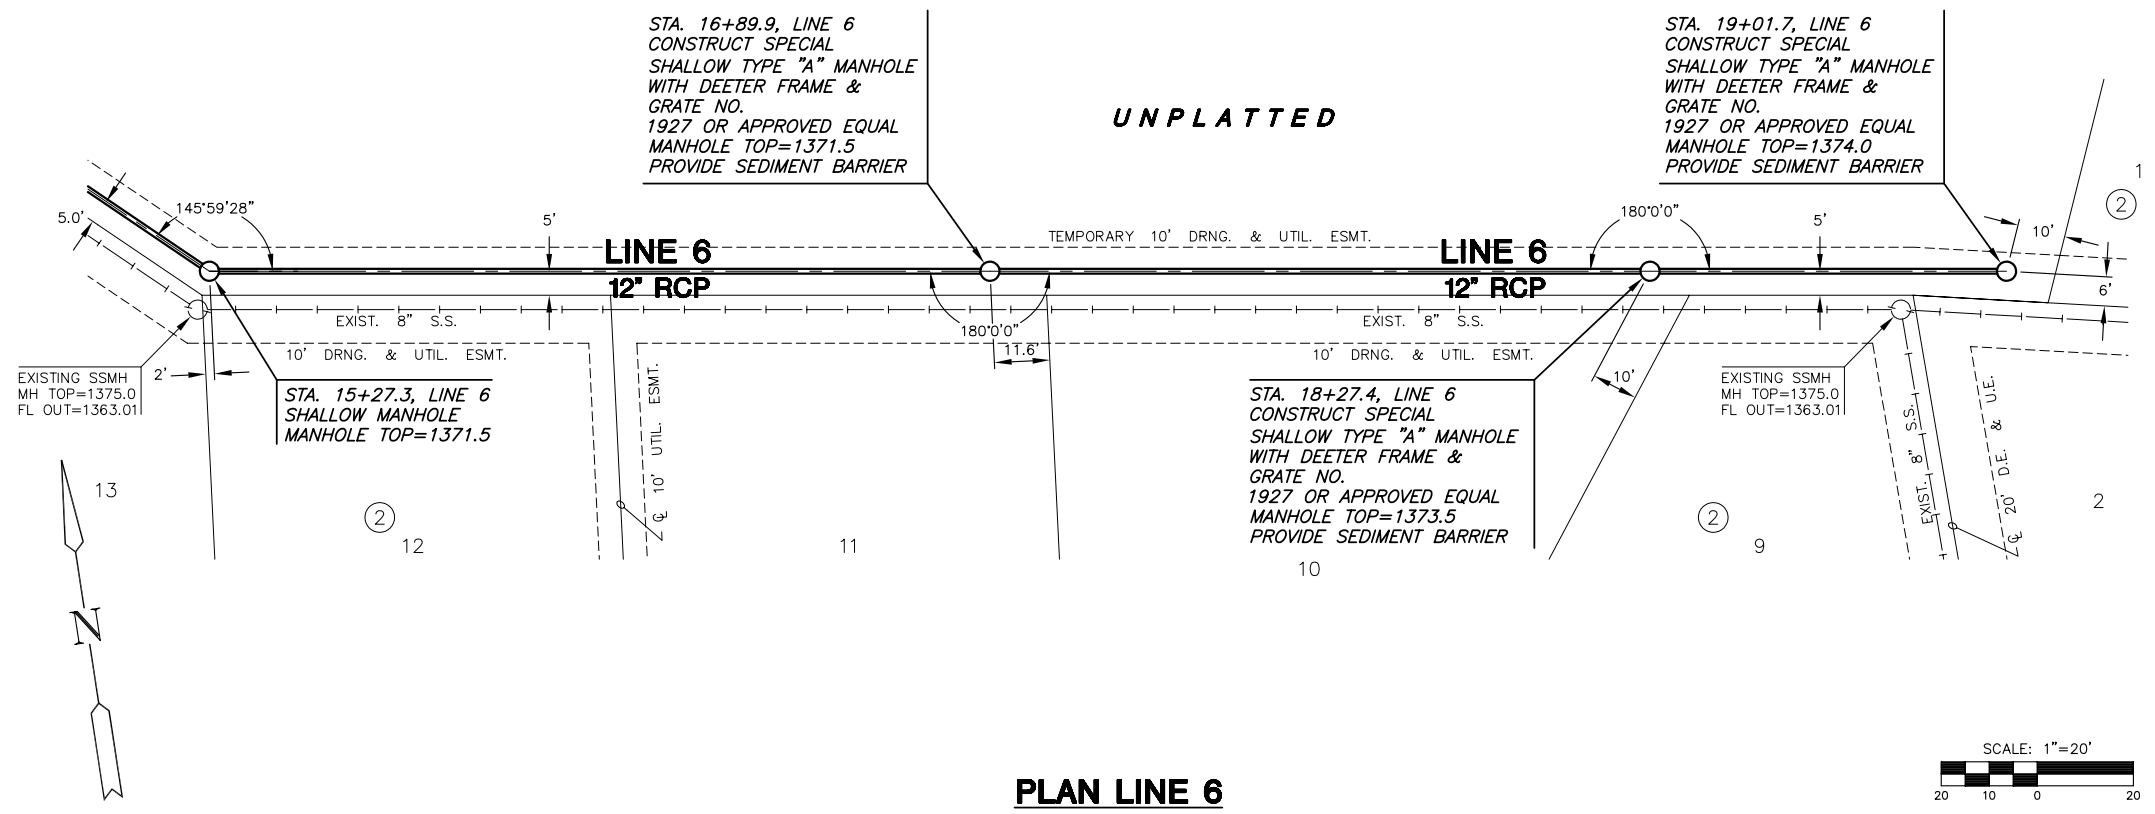 STA. 16+89.9, LINE 6
CONSTRUCT SPECIAL
SHALLOW TYPE "A" MANHOLE
WITH DEETER FRAME &
GRATE NO.
1927 OR APPROVED EQUAL
MANHOLE TOP=1371.5
PROVIDE SEDIMENT BARRIER
UNPLATTED
STA. 19+01.7, LINE 6
CONSTRUCT SPECIAL
SHALLOW TYPE "A" MANHOLE
WITH DEETER FRAME &
GRATE NO.
1927 OR APPROVED EQUAL
MANHOLE TOP=1374.0
PROVIDE SEDIMENT BARRIER
1
2
5.0'
145°59'28"
5'
LINE 6
12" RCP
TEMPORARY 10' DRNG. & UTIL. ESMT.
LINE 6
12" RCP
180°0'0"
5'
10'
6'
EXIST. 8" S.S.
180°0'0"
EXIST. 8" S.S.
10' DRNG. & UTIL. ESMT.
11.6'
10' DRNG. & UTIL. ESMT.
EXISTING SSMH
MH TOP=1375.0
FL OUT=1363.01
2'
STA. 15+27.3, LINE 6
SHALLOW MANHOLE
MANHOLE TOP=1371.5
℄ 10' UTIL. ESMT.
STA. 18+27.4, LINE 6
CONSTRUCT SPECIAL
SHALLOW TYPE "A" MANHOLE
WITH DEETER FRAME &
GRATE NO.
1927 OR APPROVED EQUAL
MANHOLE TOP=1373.5
PROVIDE SEDIMENT BARRIER
10'
EXISTING SSMH
MH TOP=1375.0
FL OUT=1363.01
EXIST. 8" S.S.
℄ 20' D.E. & U.E.
13
2
12
11
10
2
9
2
N
PLAN LINE 6
SCALE: 1"=20'
20 10 0 20